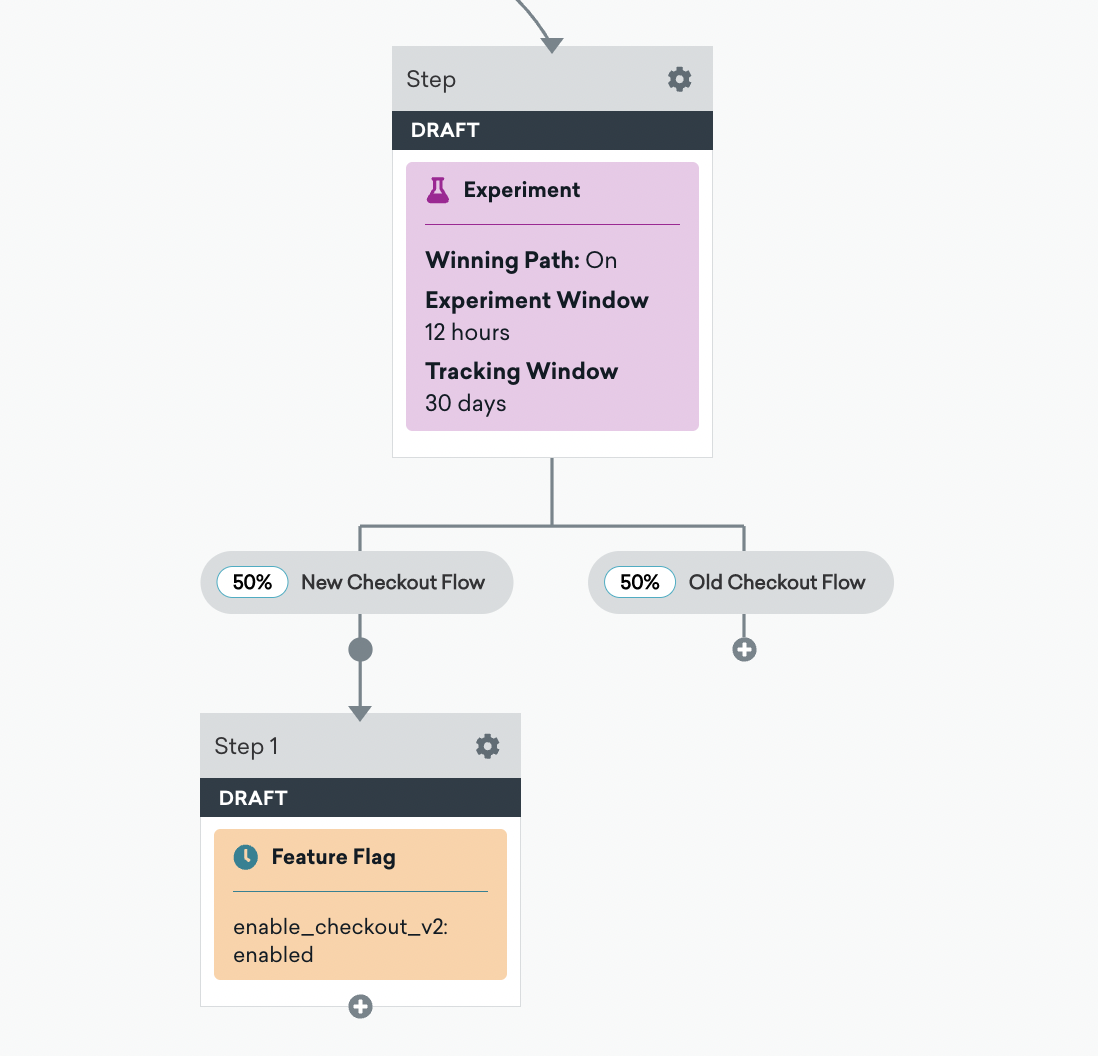 Step
DRAFT
Experiment
Winning Path: On
Experiment Window
12 hours
Tracking Window
30 days
50% New Checkout Flow
50% Old Checkout Flow
Step 1
DRAFT
Feature Flag
enable_checkout_v2:
enabled